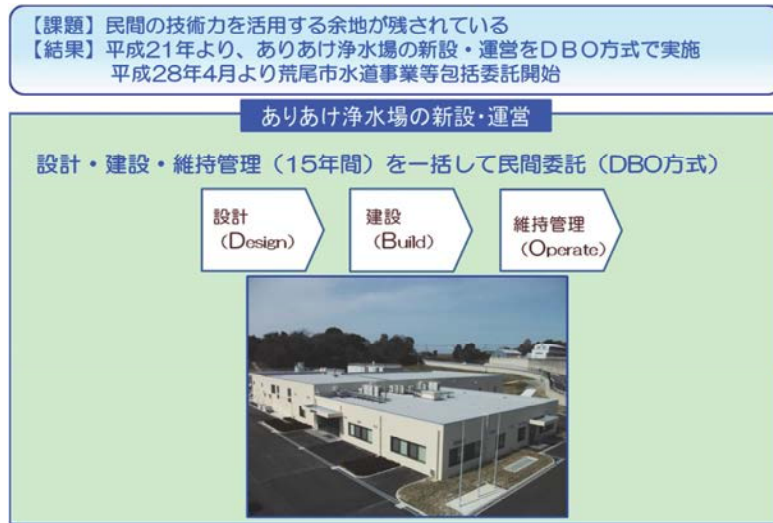 【課題】民間の技術力を活用する余地が残されている
【結果】平成21年より、ありあけ浄水場の新設・運営をDBO方式で実施
平成28年4月より荒尾市水道事業等包括委託開始
ありあけ浄水場の新設・運営
設計・建設・維持管理（15年間）を一括して民間委託（DBO方式）
設計
（Design）
建設
（Build）
維持管理
（Operate）